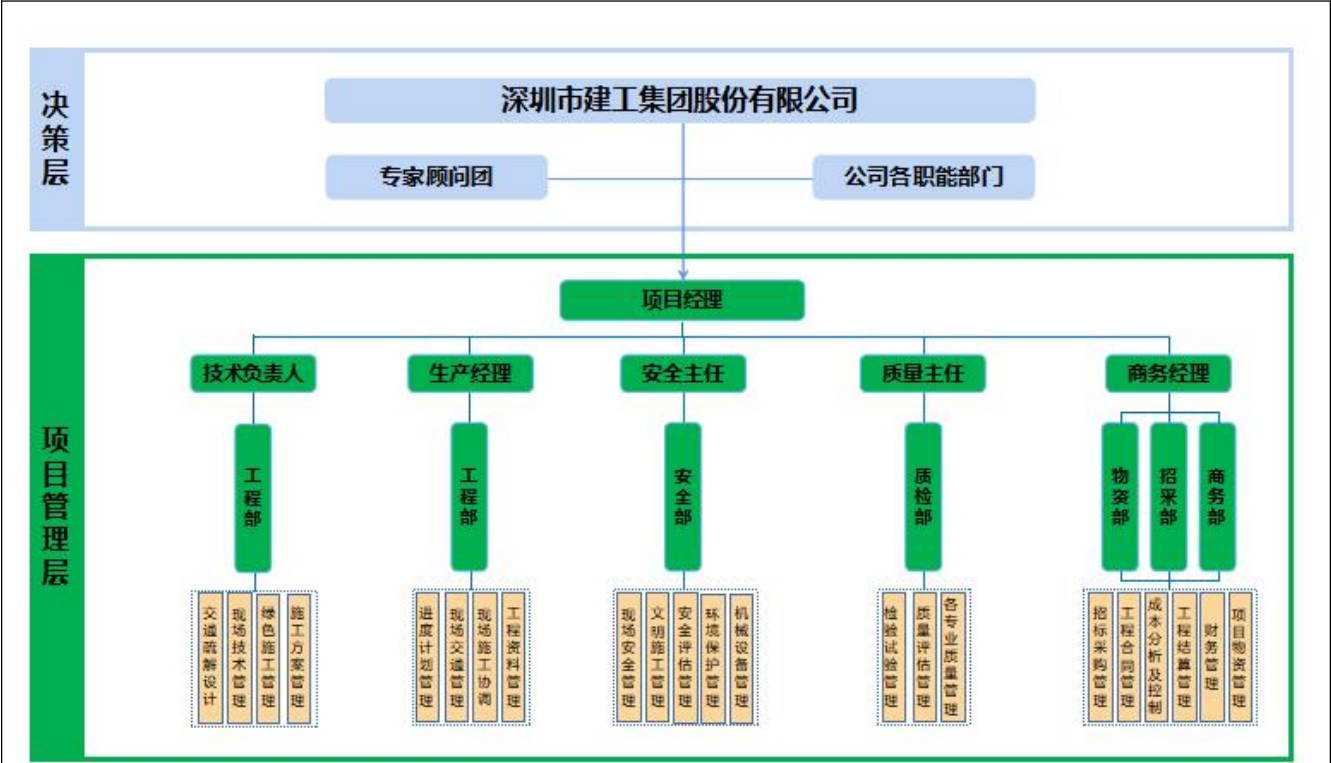 决策层
深圳市建工集团股份有限公司
专家顾问团
公司各职能部门
项目管理层
项目经理
技术负责人
生产经理
安全主任
质量主任
商务经理
工程部
工程部
安全部
质检部
物资部
招采部
商务部
交通疏解设计
现场技术管理
绿色施工管理
施工方案管理
进度计划管理
现场交通管理
现场施工协调
工程资料管理
现场安全管理
文明施工管理
安全评估管理
环境保护管理
机械设备管理
检验试验管理
质量评估管理
各专业质量管理
招标采购管理
工程合同管理
成本分析及控制
工程结算管理
财务管理
项目物资管理